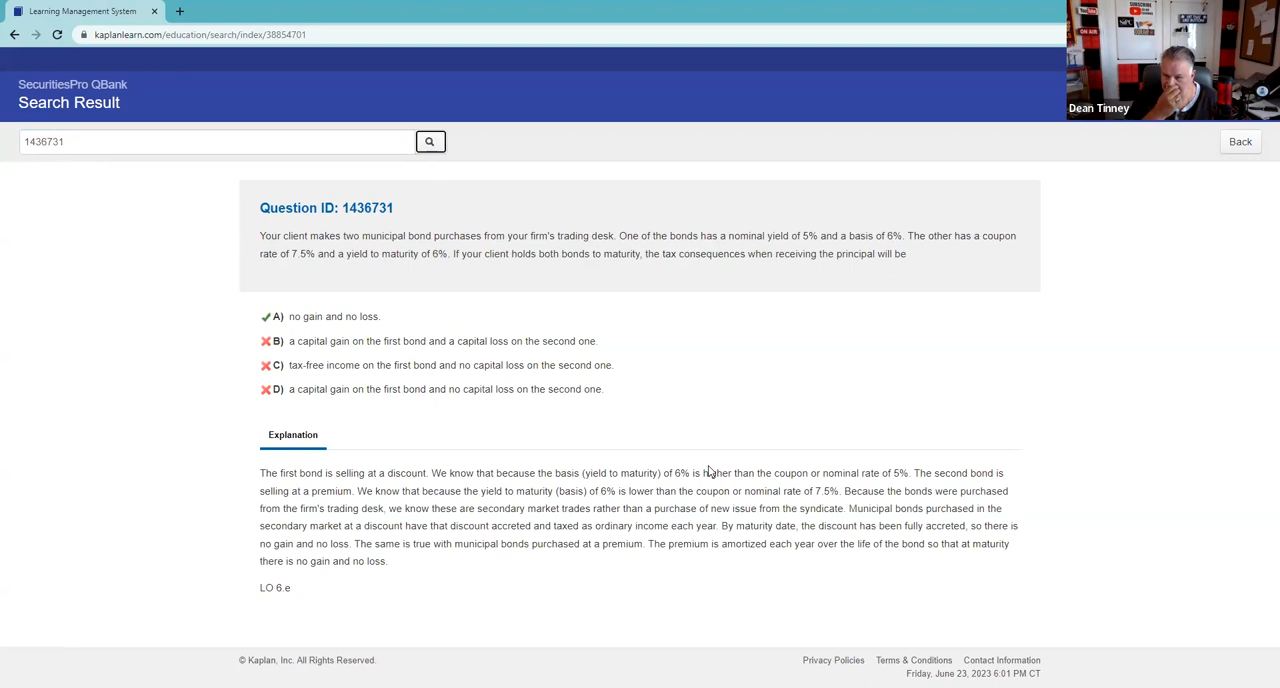 Learning Management System
kaplanlearn.com/education/search/index/38854701
SecuritiesPro QBank
Search Result
SUBSCRIBE
ON AIR
Dean Tinney
1436731
Back
Question ID: 1436731
Your client makes two municipal bond purchases from your firm's trading desk. One of the bonds has a nominal yield of 5% and a basis of 6%. The other has a coupon
rate of 7.5% and a yield to maturity of 6%. If your client holds both bonds to maturity, the tax consequences when receiving the principal will be
A) no gain and no loss.
B) a capital gain on the first bond and a capital loss on the second one.
C) tax-free income on the first bond and no capital loss on the second one.
D) a capital gain on the first bond and no capital loss on the second one.
Explanation
The first bond is selling at a discount. We know that because the basis (yield to maturity) of 6% is higher than the coupon or nominal rate of 5%. The second bond is
selling at a premium. We know that because the yield to maturity (basis) of 6% is lower than the coupon or nominal rate of 7.5%. Because the bonds were purchased
from the firm's trading desk, we know these are secondary market trades rather than a purchase of new issue from the syndicate. Municipal bonds purchased in the
secondary market at a discount have that discount accreted and taxed as ordinary income each year. By maturity date, the discount has been fully accreted, so there is
no gain and no loss. The same is true with municipal bonds purchased at a premium. The premium is amortized each year over the life of the bond so that at maturity
there is no gain and no loss.
LO 6.e
© Kaplan, Inc. All Rights Reserved.
Privacy Policies Terms & Conditions Contact Information
Friday, June 23, 2023 6:01 PM CT